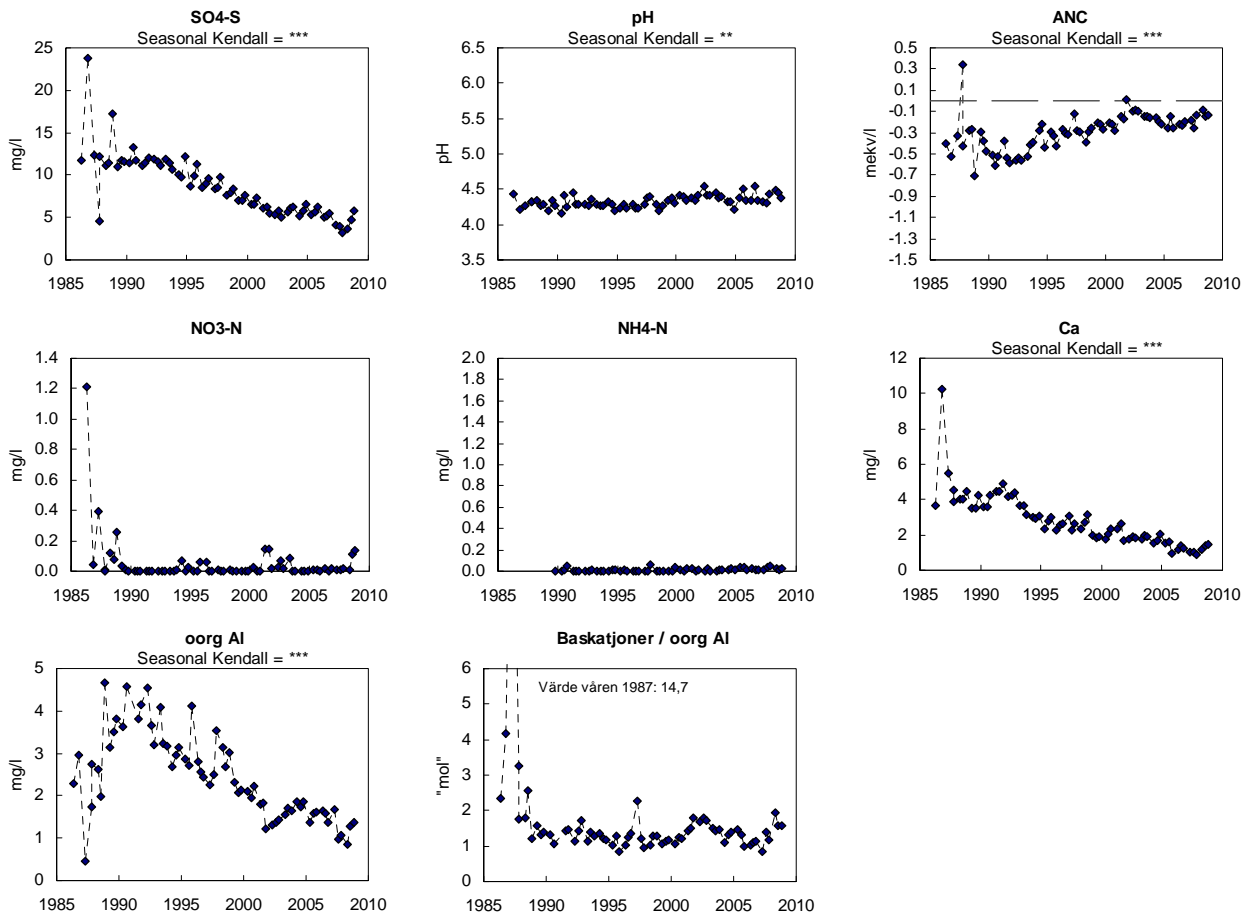 SO4-S
Seasonal Kendall = ***
25
20
15
10
5
0
mg/l
1985 1990 1995 2000 2005 2010
pH
Seasonal Kendall = **
6.5
6.0
5.5
5.0
4.5
4.0
3.5
pH
1985 1990 1995 2000 2005 2010
ANC
Seasonal Kendall = ***
0.5
0.3
0.1
-0.1
-0.3
-0.5
-0.7
-0.9
-1.1
-1.3
-1.5
mekv/l
1985 1990 1995 2000 2005 2010
NO3-N
1.4
1.2
1.0
0.8
0.6
0.4
0.2
0.0
mg/l
1985 1990 1995 2000 2005 2010
NH4-N
2.0
1.8
1.6
1.4
1.2
1.0
0.8
0.6
0.4
0.2
0.0
mg/l
1985 1990 1995 2000 2005 2010
Ca
Seasonal Kendall = ***
12
10
8
6
4
2
0
mg/l
1985 1990 1995 2000 2005 2010
oorg Al
Seasonal Kendall = ***
5
4
3
2
1
0
mg/l
1985 1990 1995 2000 2005 2010
Baskatjoner / oorg Al
Värde våren 1987: 14,7
6
5
4
3
2
1
0
"mol"
1985 1990 1995 2000 2005 2010